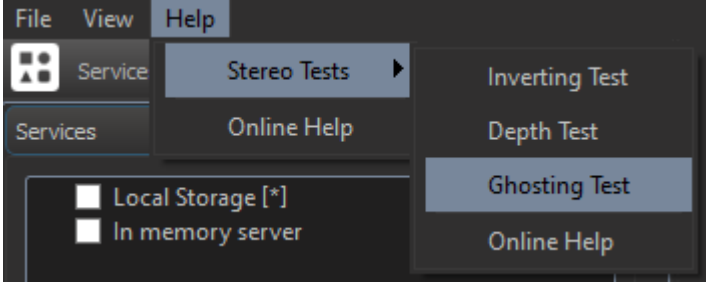 File View Help
Service
Stereo Tests
Online Help
Inverting Test
Depth Test
Ghosting Test
Online Help
Services
Local Storage [*]
In memory server